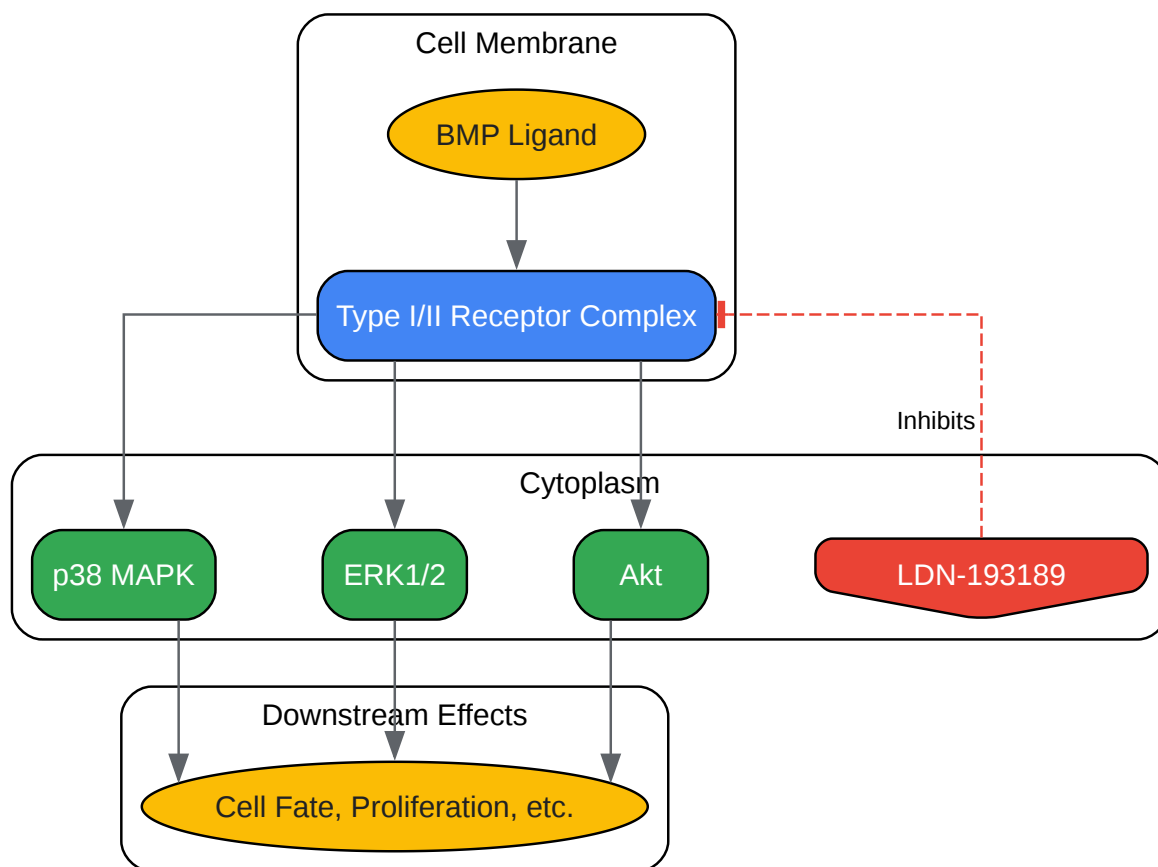 Cell Membrane
BMP Ligand
Type I/II Receptor Complex
Inhibits
Cytoplasm
p38 MAPK
ERK1/2
Akt
LDN-193189
Downstream Effects
Cell Fate, Proliferation, etc.